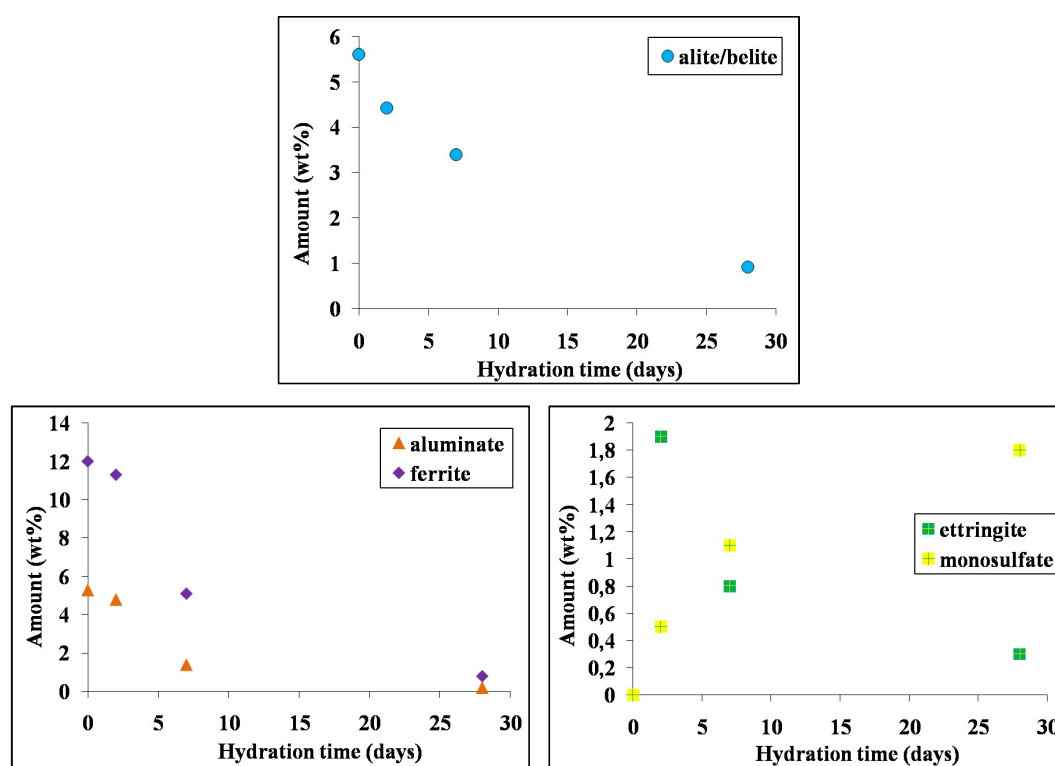 Amount (wt%)
6
5
4
3
2
1
0
alite/belite
0 5 10 15 20 25 30
Hydration time (days)
Amount (wt%)
14
12
10
8
6
4
2
0
aluminate
ferrite
0 5 10 15 20 25 30
Hydration time (days)
Amount (wt%)
2
1,8
1,6
1,4
1,2
1
0,8
0,6
0,4
0,2
0
ettringite
monosulfate
0 5 10 15 20 25 30
Hydration time (days)